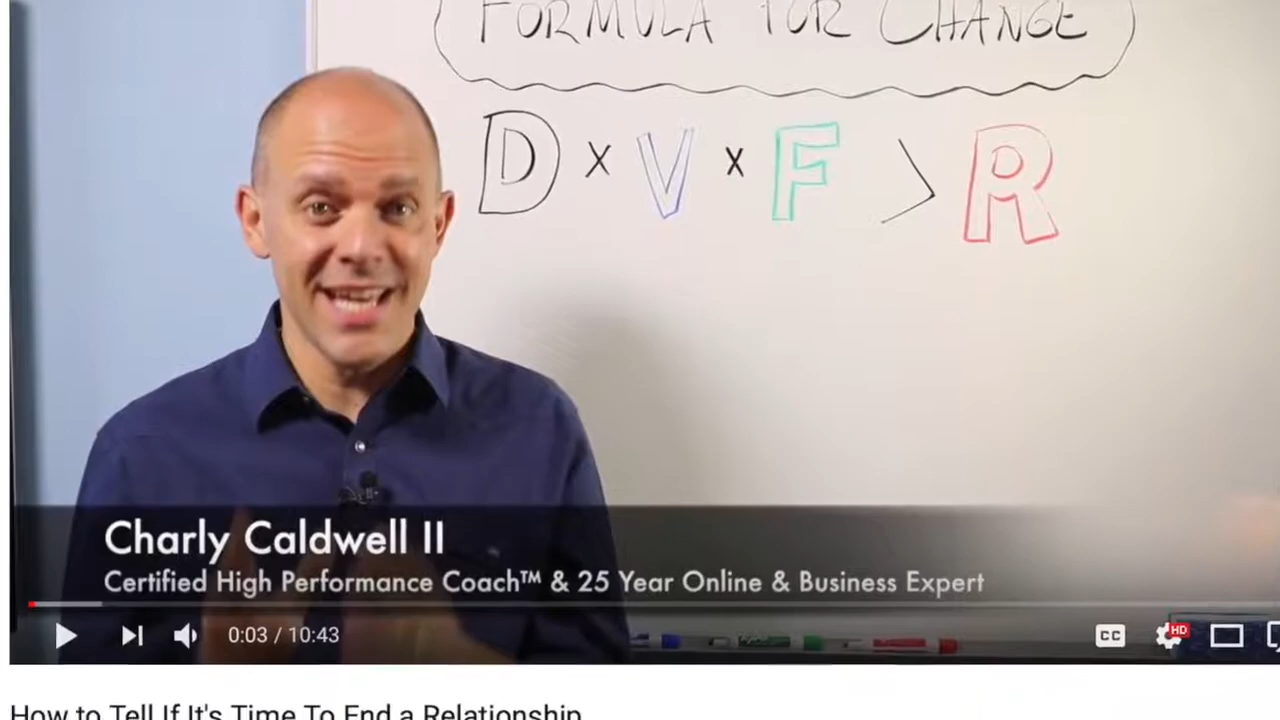 FORMULA FOR CHANGE
D x V x F > R
Charly Caldwell II
Certified High Performance Coach™ & 25 Year Online & Business Expert
0:03 / 10:43
CC
HD
How to Tell If It's Time To End a Relationship